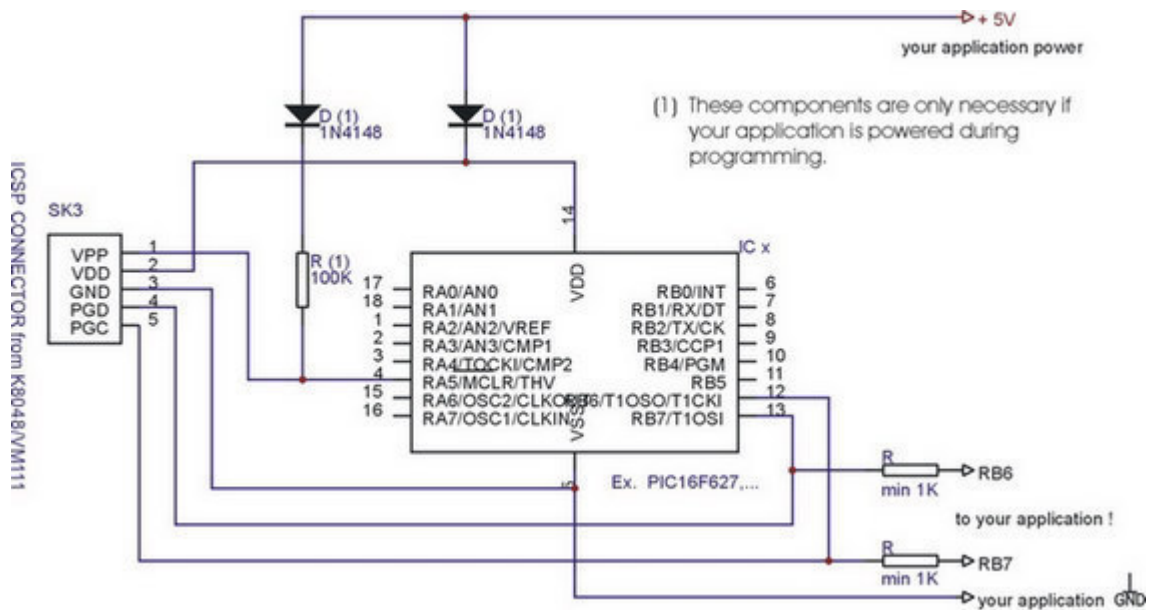 + 5V
your application power
(1) These components are only necessary if
your application is powered during
programming.
D (1)
1N4148
D (1)
1N4148
ICSP CONNECTOR from K8048/VM111
SK3
VPP 1
VDD 2
GND 3
PGD 4
PGC 5
R (1)
100K
14
IC x
VDD
17 RA0/AN0
18 RA1/AN1
1 RA2/AN2/VREF
2 RA3/AN3/CMP1
3 RA4/TOCKI/CMP2
4 RA5/MCLR/THV
15 RA6/OSC2/CLKO
16 RA7/OSC1/CLKIN
RB0/INT 6
RB1/RX/DT 7
RB2/TX/CK 8
RB3/CCP1 9
RB4/PGM 10
RB5 11
RB6/T1OSO/T1CKI 12
RB7/T1OSI 13
VSS
5
Ex. PIC16F627,...
R
min 1K
RB6
to your application !
R
min 1K
RB7
your application GND